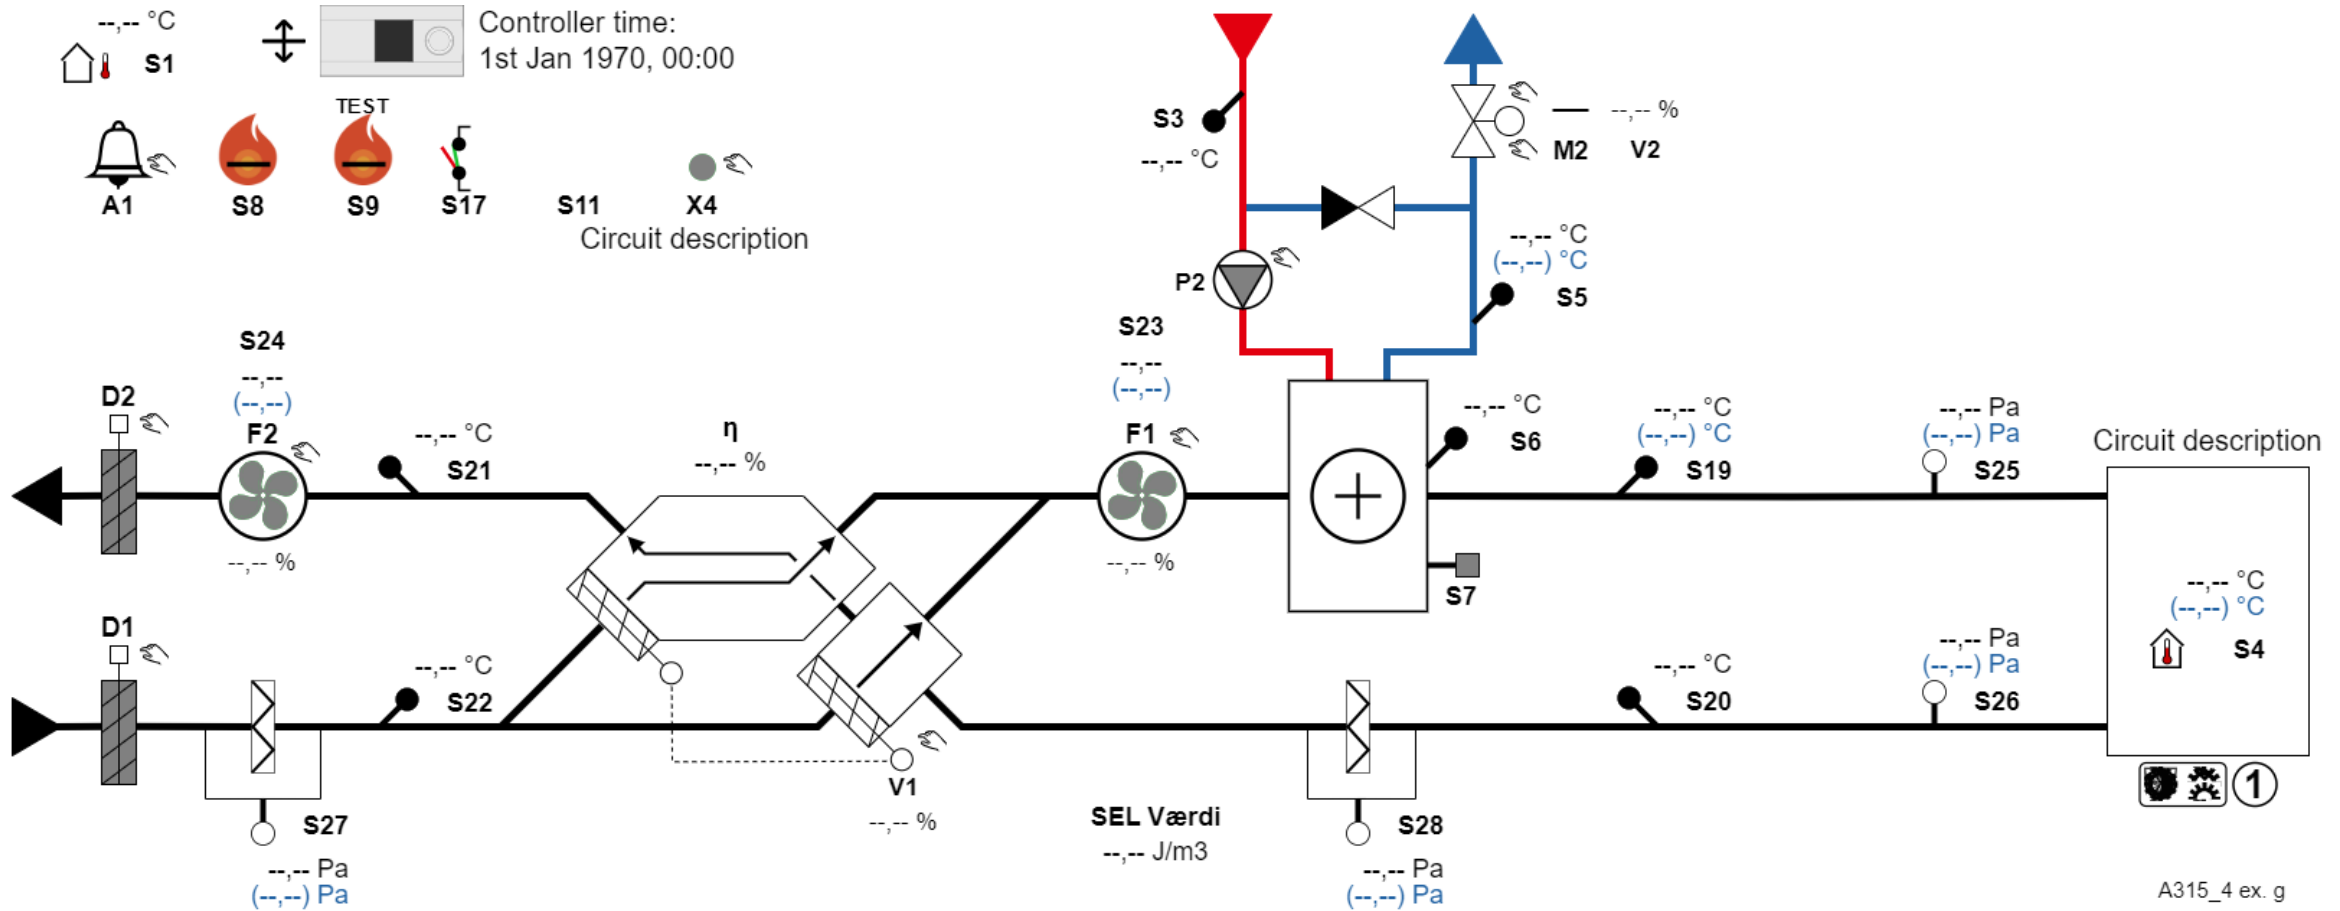 --,-- °C
S1
Controller time:
1st Jan 1970, 00:00
TEST
A1
S8
S9
S17
S11
X4
Circuit description
S3
--,-- °C
--,-- %
M2
V2
--,-- °C
(--,--) °C
S5
P2
S24
--,--
(--,--)
F2
--,-- %
D2
--,-- °C
S21
η
--,-- %
S23
--,--
(--,--)
F1
--,-- %
--,-- °C
S6
S7
--,-- °C
(--,--) °C
S19
--,-- Pa
(--,--) Pa
S25
Circuit description
--,-- °C
(--,--) °C
S4
D1
--,-- °C
S22
S27
--,-- Pa
(--,--) Pa
V1
--,-- %
SEL Værdi
--,-- J/m3
S28
--,-- Pa
(--,--) Pa
--,-- °C
S20
--,-- Pa
(--,--) Pa
S26
1
A315_4 ex. g